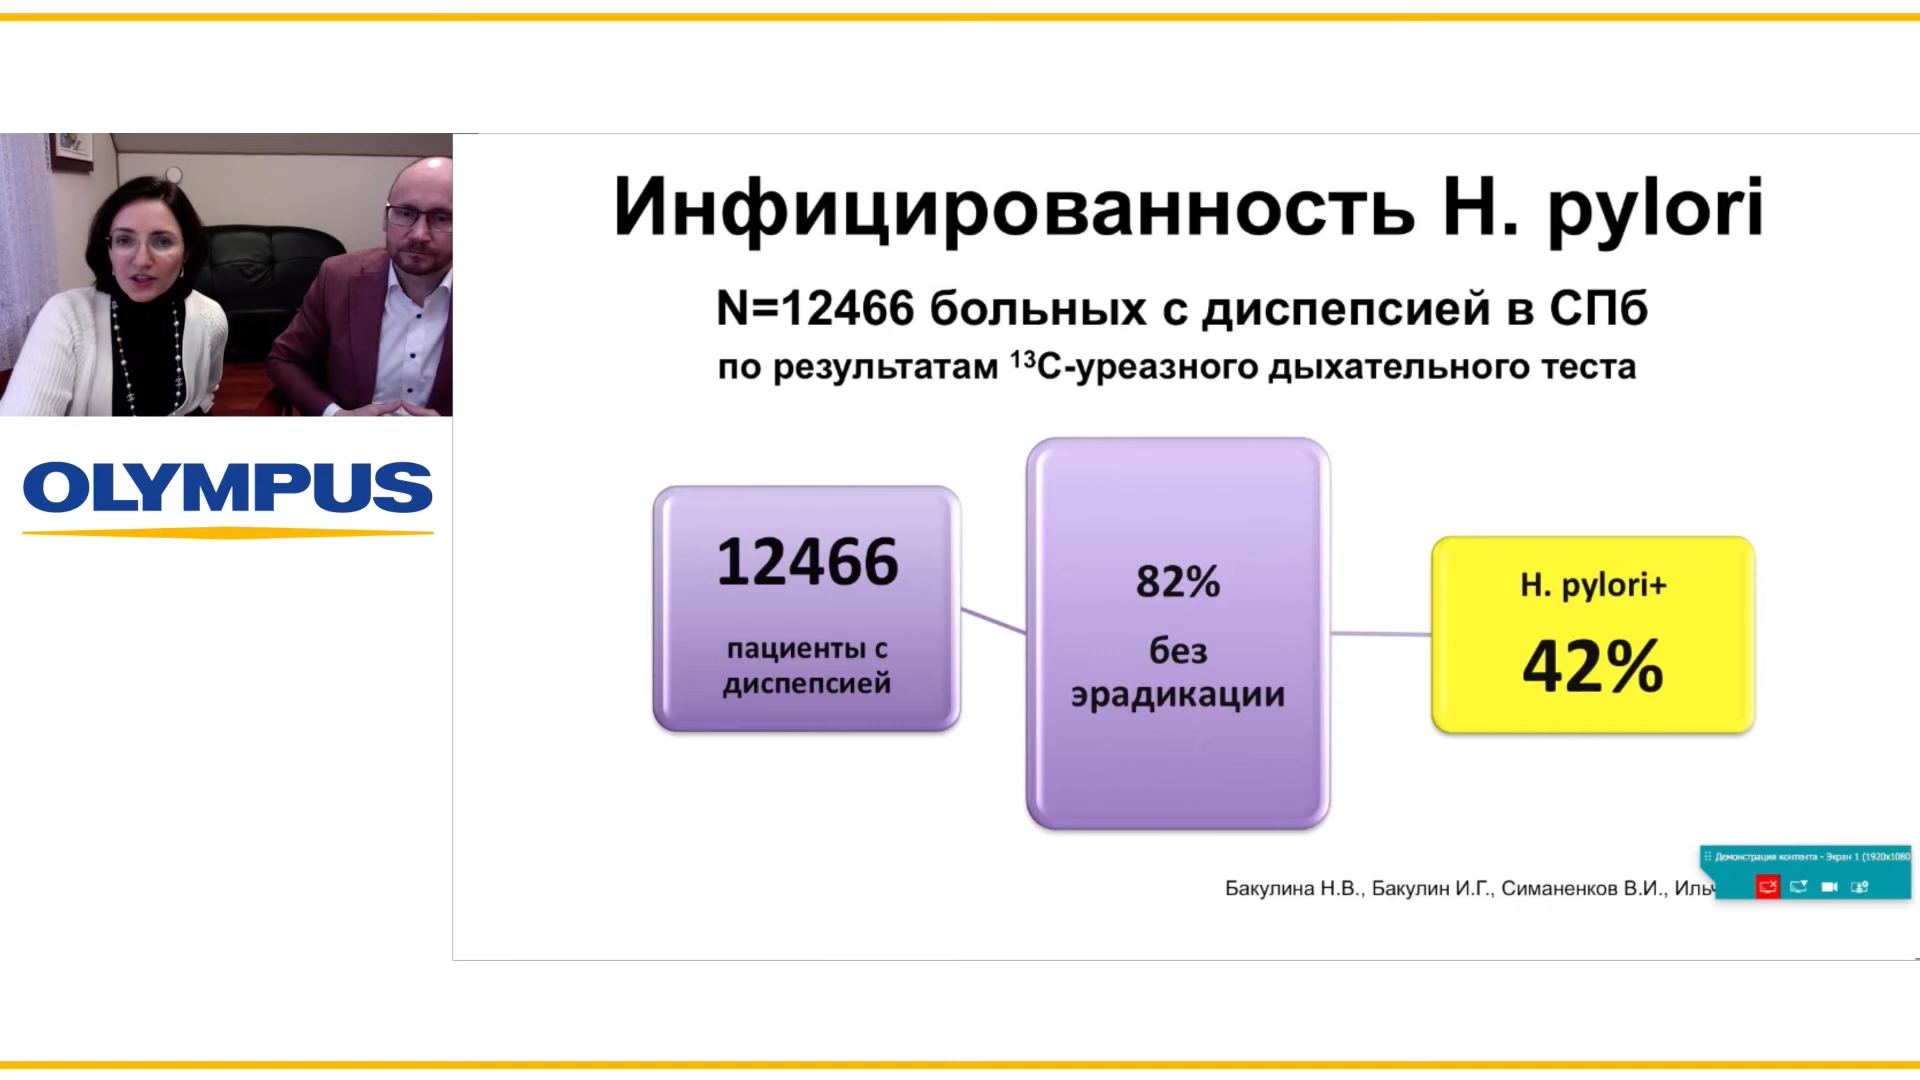 Инфицированность H. pylori
N=12466 больных с диспепсией в СПб
по результатам ¹³С-уреазного дыхательного теста
OLYMPUS
12466
пациенты с
диспепсией
82%
без
эрадикации
H. pylori+
42%
Демонстрация контента - Экран 1 (1920x1080
Бакулина Н.В., Бакулин И.Г., Симаненков В.И.,